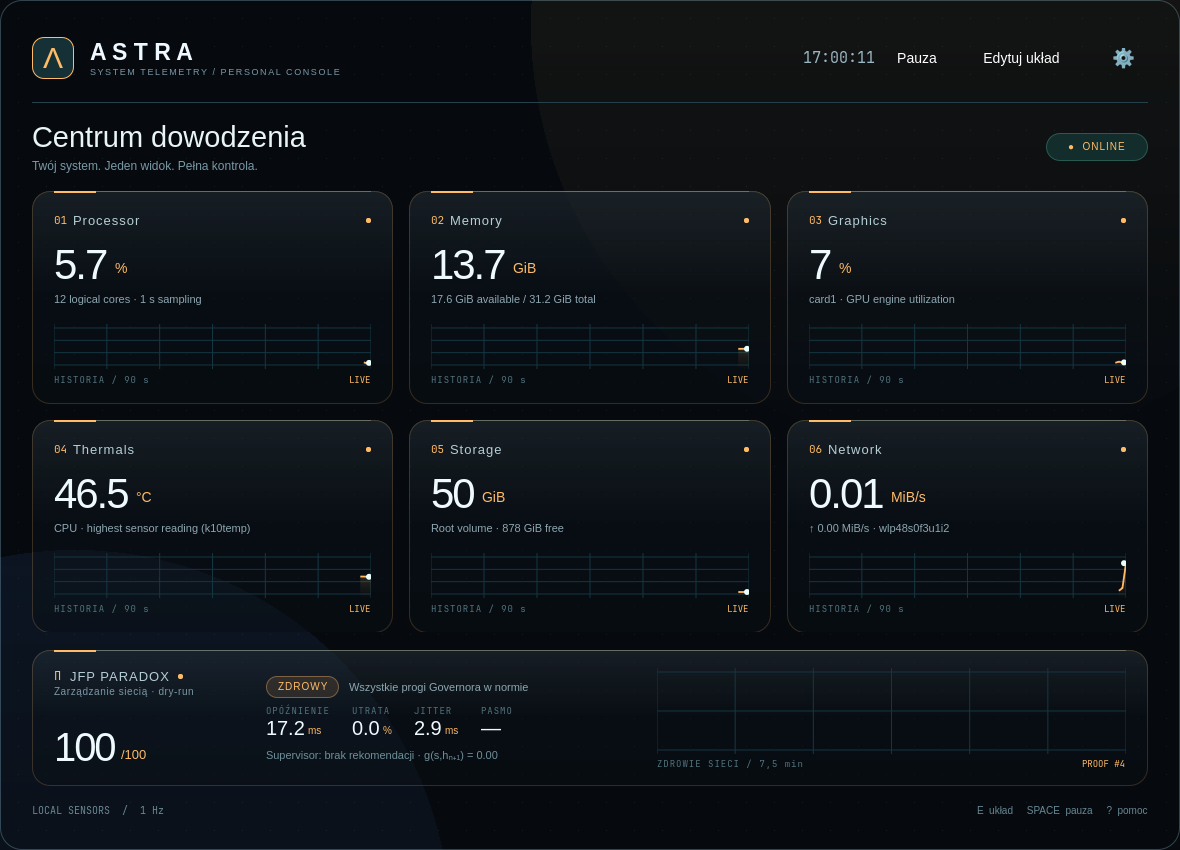 Λ ASTRA
SYSTEM TELEMETRY / PERSONAL CONSOLE
17:00:11 Pauza Edytuj układ
Centrum dowodzenia
Twój system. Jeden widok. Pełna kontrola.
● ONLINE
01 Processor
5.7 %
12 logical cores · 1 s sampling
HISTORIA / 90 s LIVE
02 Memory
13.7 GiB
17.6 GiB available / 31.2 GiB total
HISTORIA / 90 s LIVE
03 Graphics
7 %
card1 · GPU engine utilization
HISTORIA / 90 s LIVE
04 Thermals
46.5 °C
CPU · highest sensor reading (k10temp)
HISTORIA / 90 s LIVE
05 Storage
50 GiB
Root volume · 878 GiB free
HISTORIA / 90 s LIVE
06 Network
0.01 MiB/s
↑ 0.00 MiB/s · wlp48s0f3u1i2
HISTORIA / 90 s LIVE
Π JFP PARADOX
Zarządzanie siecią · dry-run
100 /100
ZDROWY Wszystkie progi Governora w normie
OPÓŹNIENIE UTRATA JITTER PASMO
17.2 ms 0.0 % 2.9 ms —
Supervisor: brak rekomendacji · g(s,hₙ₊₁) = 0.00
ZDROWIE SIECI / 7,5 min PROOF #4
LOCAL SENSORS / 1 Hz
E układ SPACE pauza ? pomoc